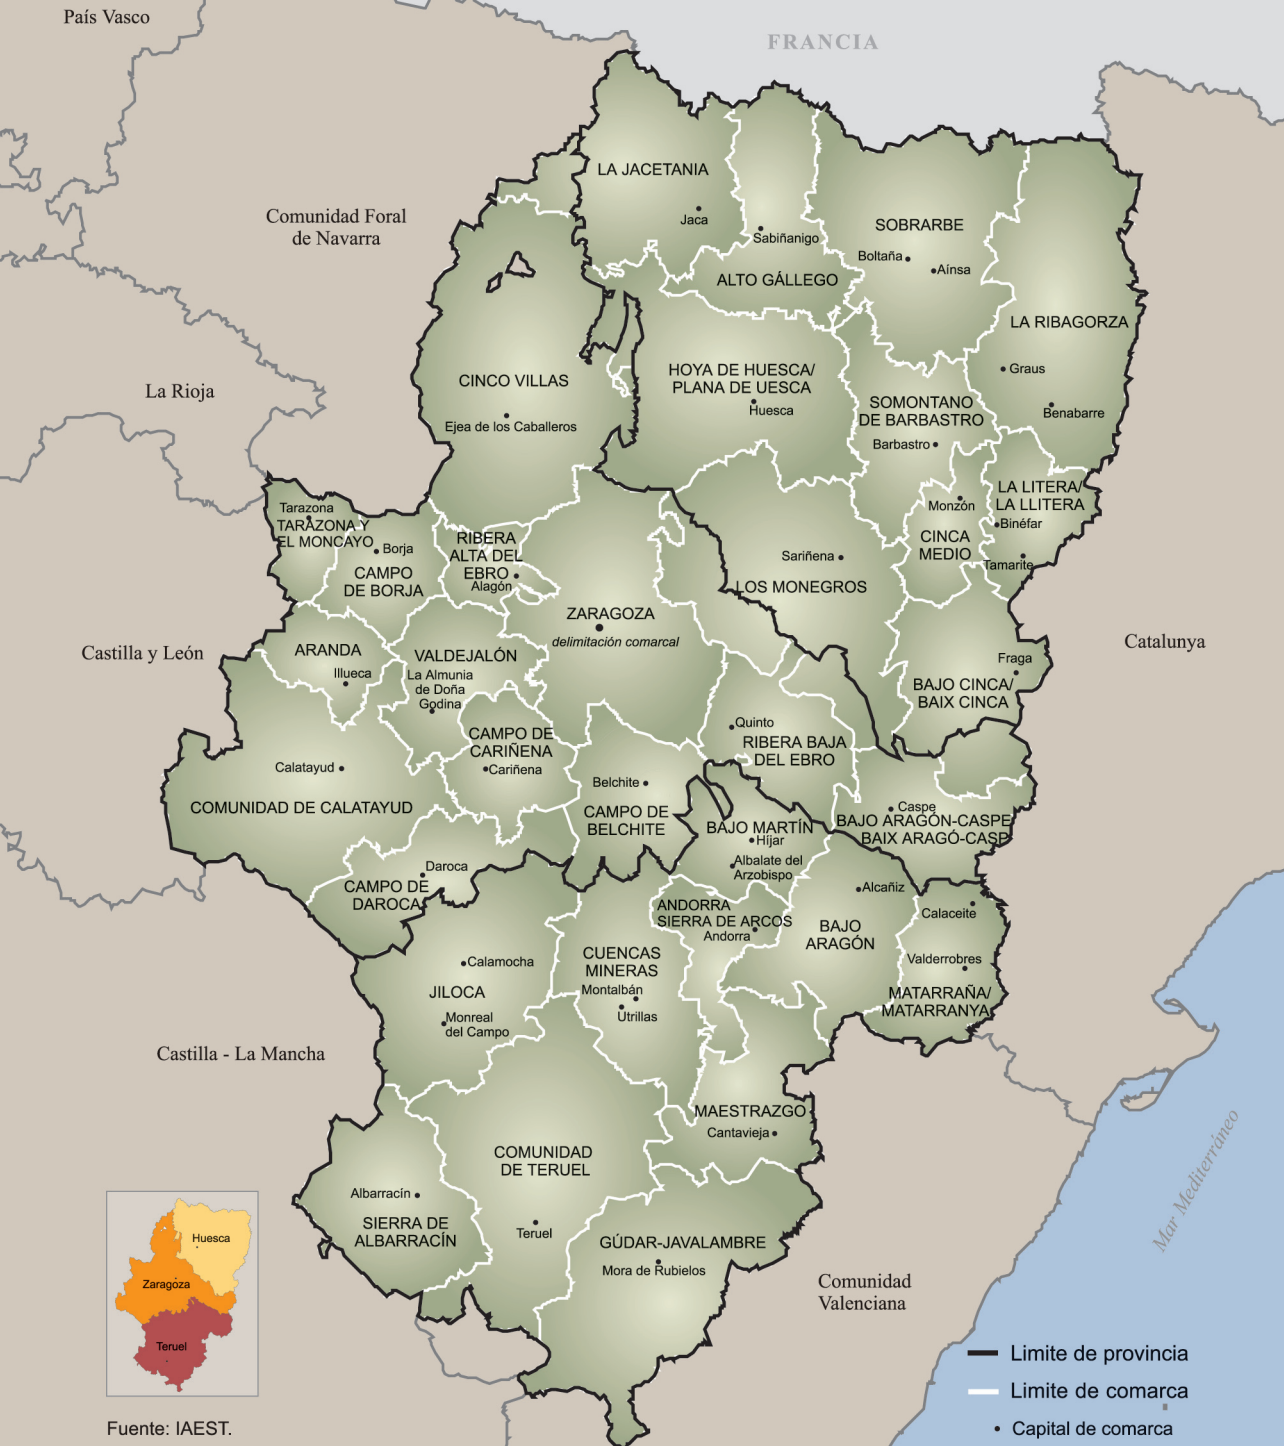 País Vasco
FRANCIA
Comunidad Foral
de Navarra
La Rioja
Castilla y León
Castilla - La Mancha
Catalunya
Comunidad
Valenciana
Mar Mediterráneo
LA JACETANIA
Jaca
Sabiñanigo
ALTO GÁLLEGO
SOBRARBE
Boltaña
Aínsa
LA RIBAGORZA
Graus
Benabarre
CINCO VILLAS
Ejea de los Caballeros
HOYA DE HUESCA/
PLANA DE UESCA
Huesca
SOMONTANO
DE BARBASTRO
Barbastro
Monzón
CINCA
MEDIO
LA LITERA/
LA LLITERA
Binéfar
Tamarite
Tarazona
TARAZONA Y
EL MONCAYO
Borja
CAMPO
DE BORJA
RIBERA
ALTA DEL
EBRO
Alagón
Sariñena
LOS MONEGROS
ZARAGOZA
delimitación comarcal
ARANDA
Illueca
VALDEJALÓN
La Almunia
de Doña
Godina
Fraga
BAJO CINCA/
BAIX CINCA
CAMPO DE
CARIÑENA
Cariñena
Quinto
RIBERA BAJA
DEL EBRO
Calatayud
COMUNIDAD DE CALATAYUD
Belchite
CAMPO DE
BELCHITE
Caspe
BAJO ARAGÓN-CASPE
BAIX ARAGÓ-CASP
BAJO MARTÍN
Híjar
Albalate del
Arzobispo
Daroca
CAMPO DE
DAROCA
Alcañiz
BAJO
ARAGÓN
ANDORRA
SIERRA DE ARCOS
Andorra
Calaceite
Valderrobres
MATARRAÑA/
MATARRANYA
Calamocha
JILOCA
Monreal
del Campo
CUENCAS
MINERAS
Montalbán
Utrillas
MAESTRAZGO
Cantavieja
COMUNIDAD
DE TERUEL
Teruel
Albarracín
SIERRA DE
ALBARRACÍN
GÚDAR-JAVALAMBRE
Mora de Rubielos
Huesca
Zaragoza
Teruel
Fuente: IAEST.
Limite de provincia
Limite de comarca
Capital de comarca